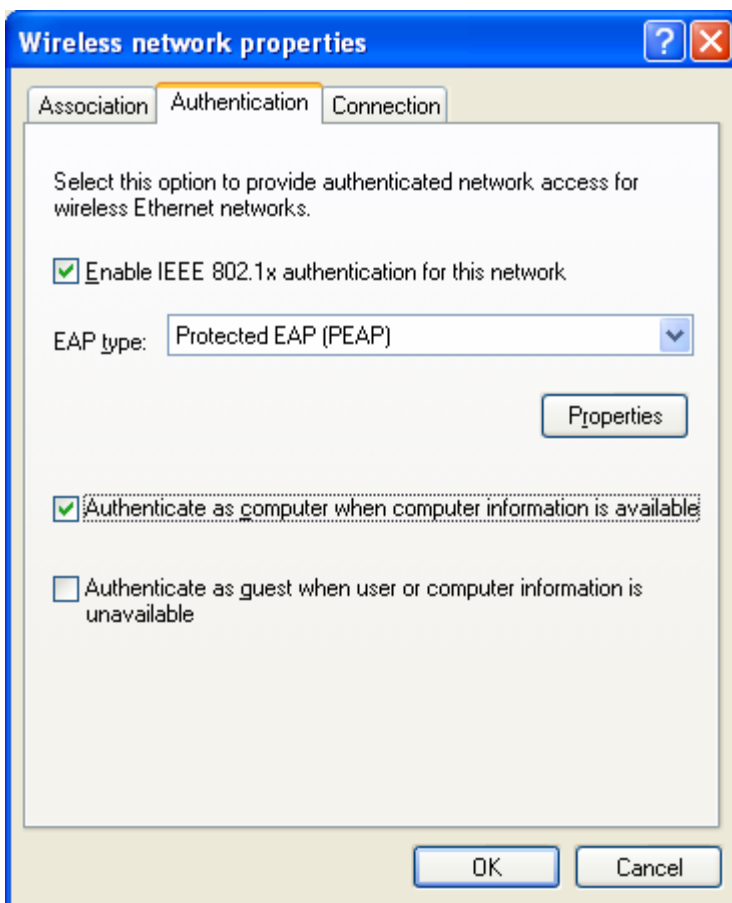 Wireless network properties
Association
Authentication
Connection
Select this option to provide authenticated network access for
wireless Ethernet networks.
Enable IEEE 802.1x authentication for this network
EAP type:
Protected EAP (PEAP)
Properties
Authenticate as computer when computer information is available
Authenticate as guest when user or computer information is
unavailable
OK
Cancel